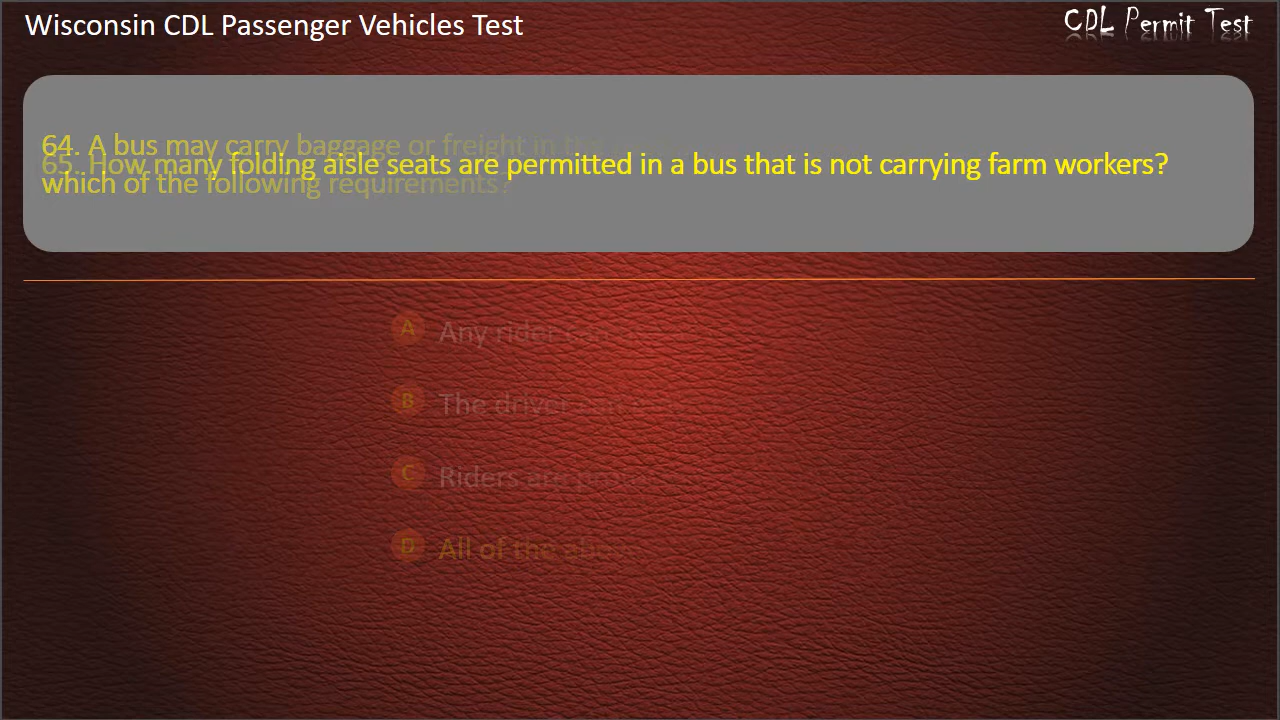 Wisconsin CDL Passenger Vehicles Test
CDL Permit Test
64. A bus may carry baggage or freight in the
65. How many folding aisle seats are permitted in a bus that is not carrying farm workers?
which of the following requirements?
A Any rider can
B The driver can
C Riders are
D All of the